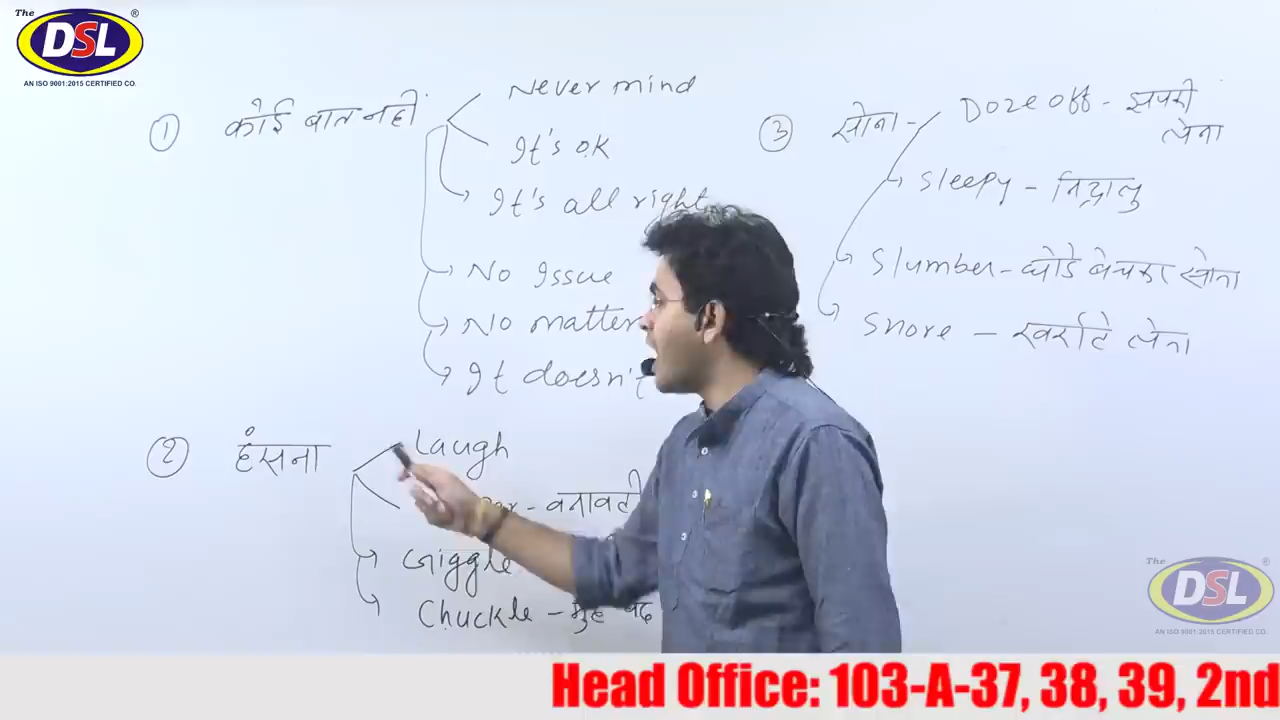 The
DSL
®
AN ISO 9001:2015 CERTIFIED CO.
① कोई बात नहीं
Never mind
It's ok
It's all right
No Issue
No matter
It doesn't
② हंसना
Laugh
- बनावटी
Giggle
Chuckle - मुंह बंद
③ सोना -
Doze off - झपकी
लेना
Sleepy - निद्रालु
Slumber - घोडे बेचकर सोना
Snore - खर्राटे लेना
The
DSL
®
AN ISO 9001:2015 CERTIFIED CO.
Head Office: 103-A-37, 38, 39, 2nd